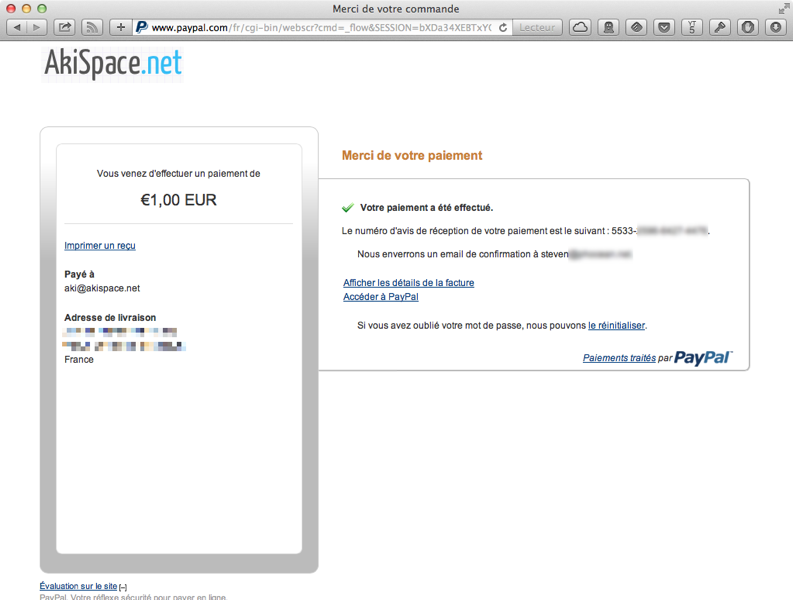 Merci de votre commande
www.paypal.com/fr/cgi-bin/webscr?cmd=_flow&SESSION=bXDa34XE8TxY
Lecteur
AkiSpace.net
Vous venez d'effectuer un paiement de
€1,00 EUR
Imprimer un reçu
Payé à
aki@akispace.net
Adresse de livraison
France
Merci de votre paiement
Votre paiement a été effectué.
Le numéro d'avis de réception de votre paiement est le suivant : 5533-
Nous enverrons un email de confirmation à steven
Afficher les détails de la facture
Accéder à PayPal
Si vous avez oublié votre mot de passe, nous pouvons le réinitialiser.
Paiements traités par PayPal
Évaluation sur le site [–]
PayPal. Votre réflexe sécurité pour payer en ligne.